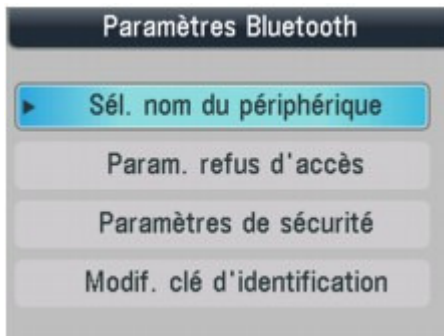 Paramètres Bluetooth
Sél. nom du périphérique
Param. refus d'accès
Paramètres de sécurité
Modif. clé d'identification